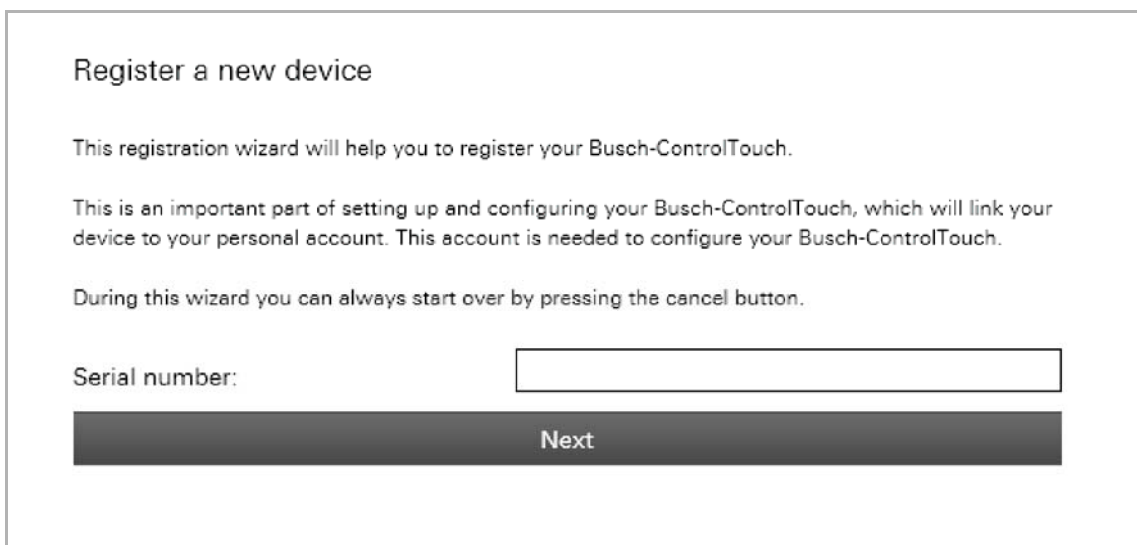 Register a new device
This registration wizard will help you to register your Busch-ControlTouch.
This is an important part of setting up and configuring your Busch-ControlTouch, which will link your
device to your personal account. This account is needed to configure your Busch-ControlTouch.
During this wizard you can always start over by pressing the cancel button.
Serial number:
Next